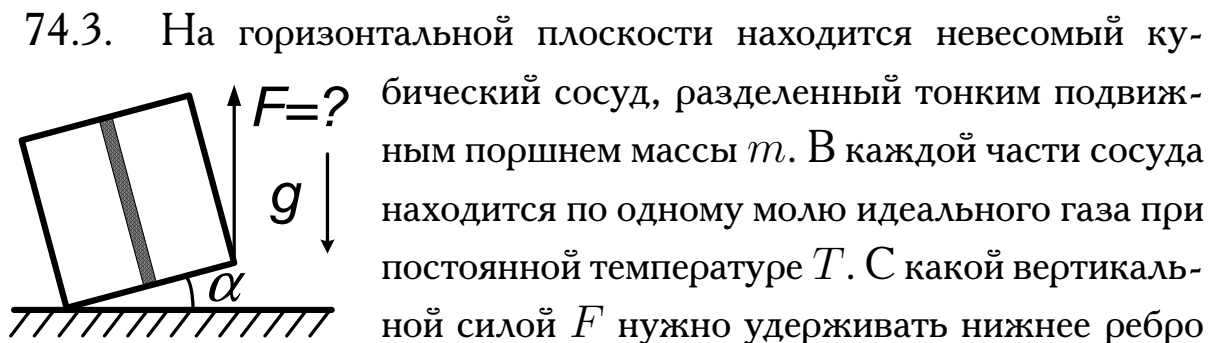 74.3. На горизонтальной плоскости находится невесомый ку-
бический сосуд, разделенный тонким подвиж-
ным поршнем массы m. В каждой части сосуда
находится по одному молю идеального газа при
постоянной температуре T. С какой вертикаль-
ной силой F нужно удерживать нижнее ребро
F=?
g
α